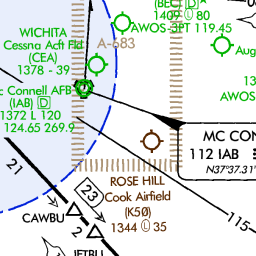 (BEC) D
1409 80
AWOS-3PT 119.45
WICHITA
Cessna Acft Fld
(CEA)
1378 - 39
A-683
Aug
AWOS
Connell AFB
(IAB) D
1372 L 120
124.65 269.9
MC CON
112 IAB
N37°37.31'
21
23
ROSE HILL
Cook Airfield
(K50)
1344 35
CAWBU
2
115